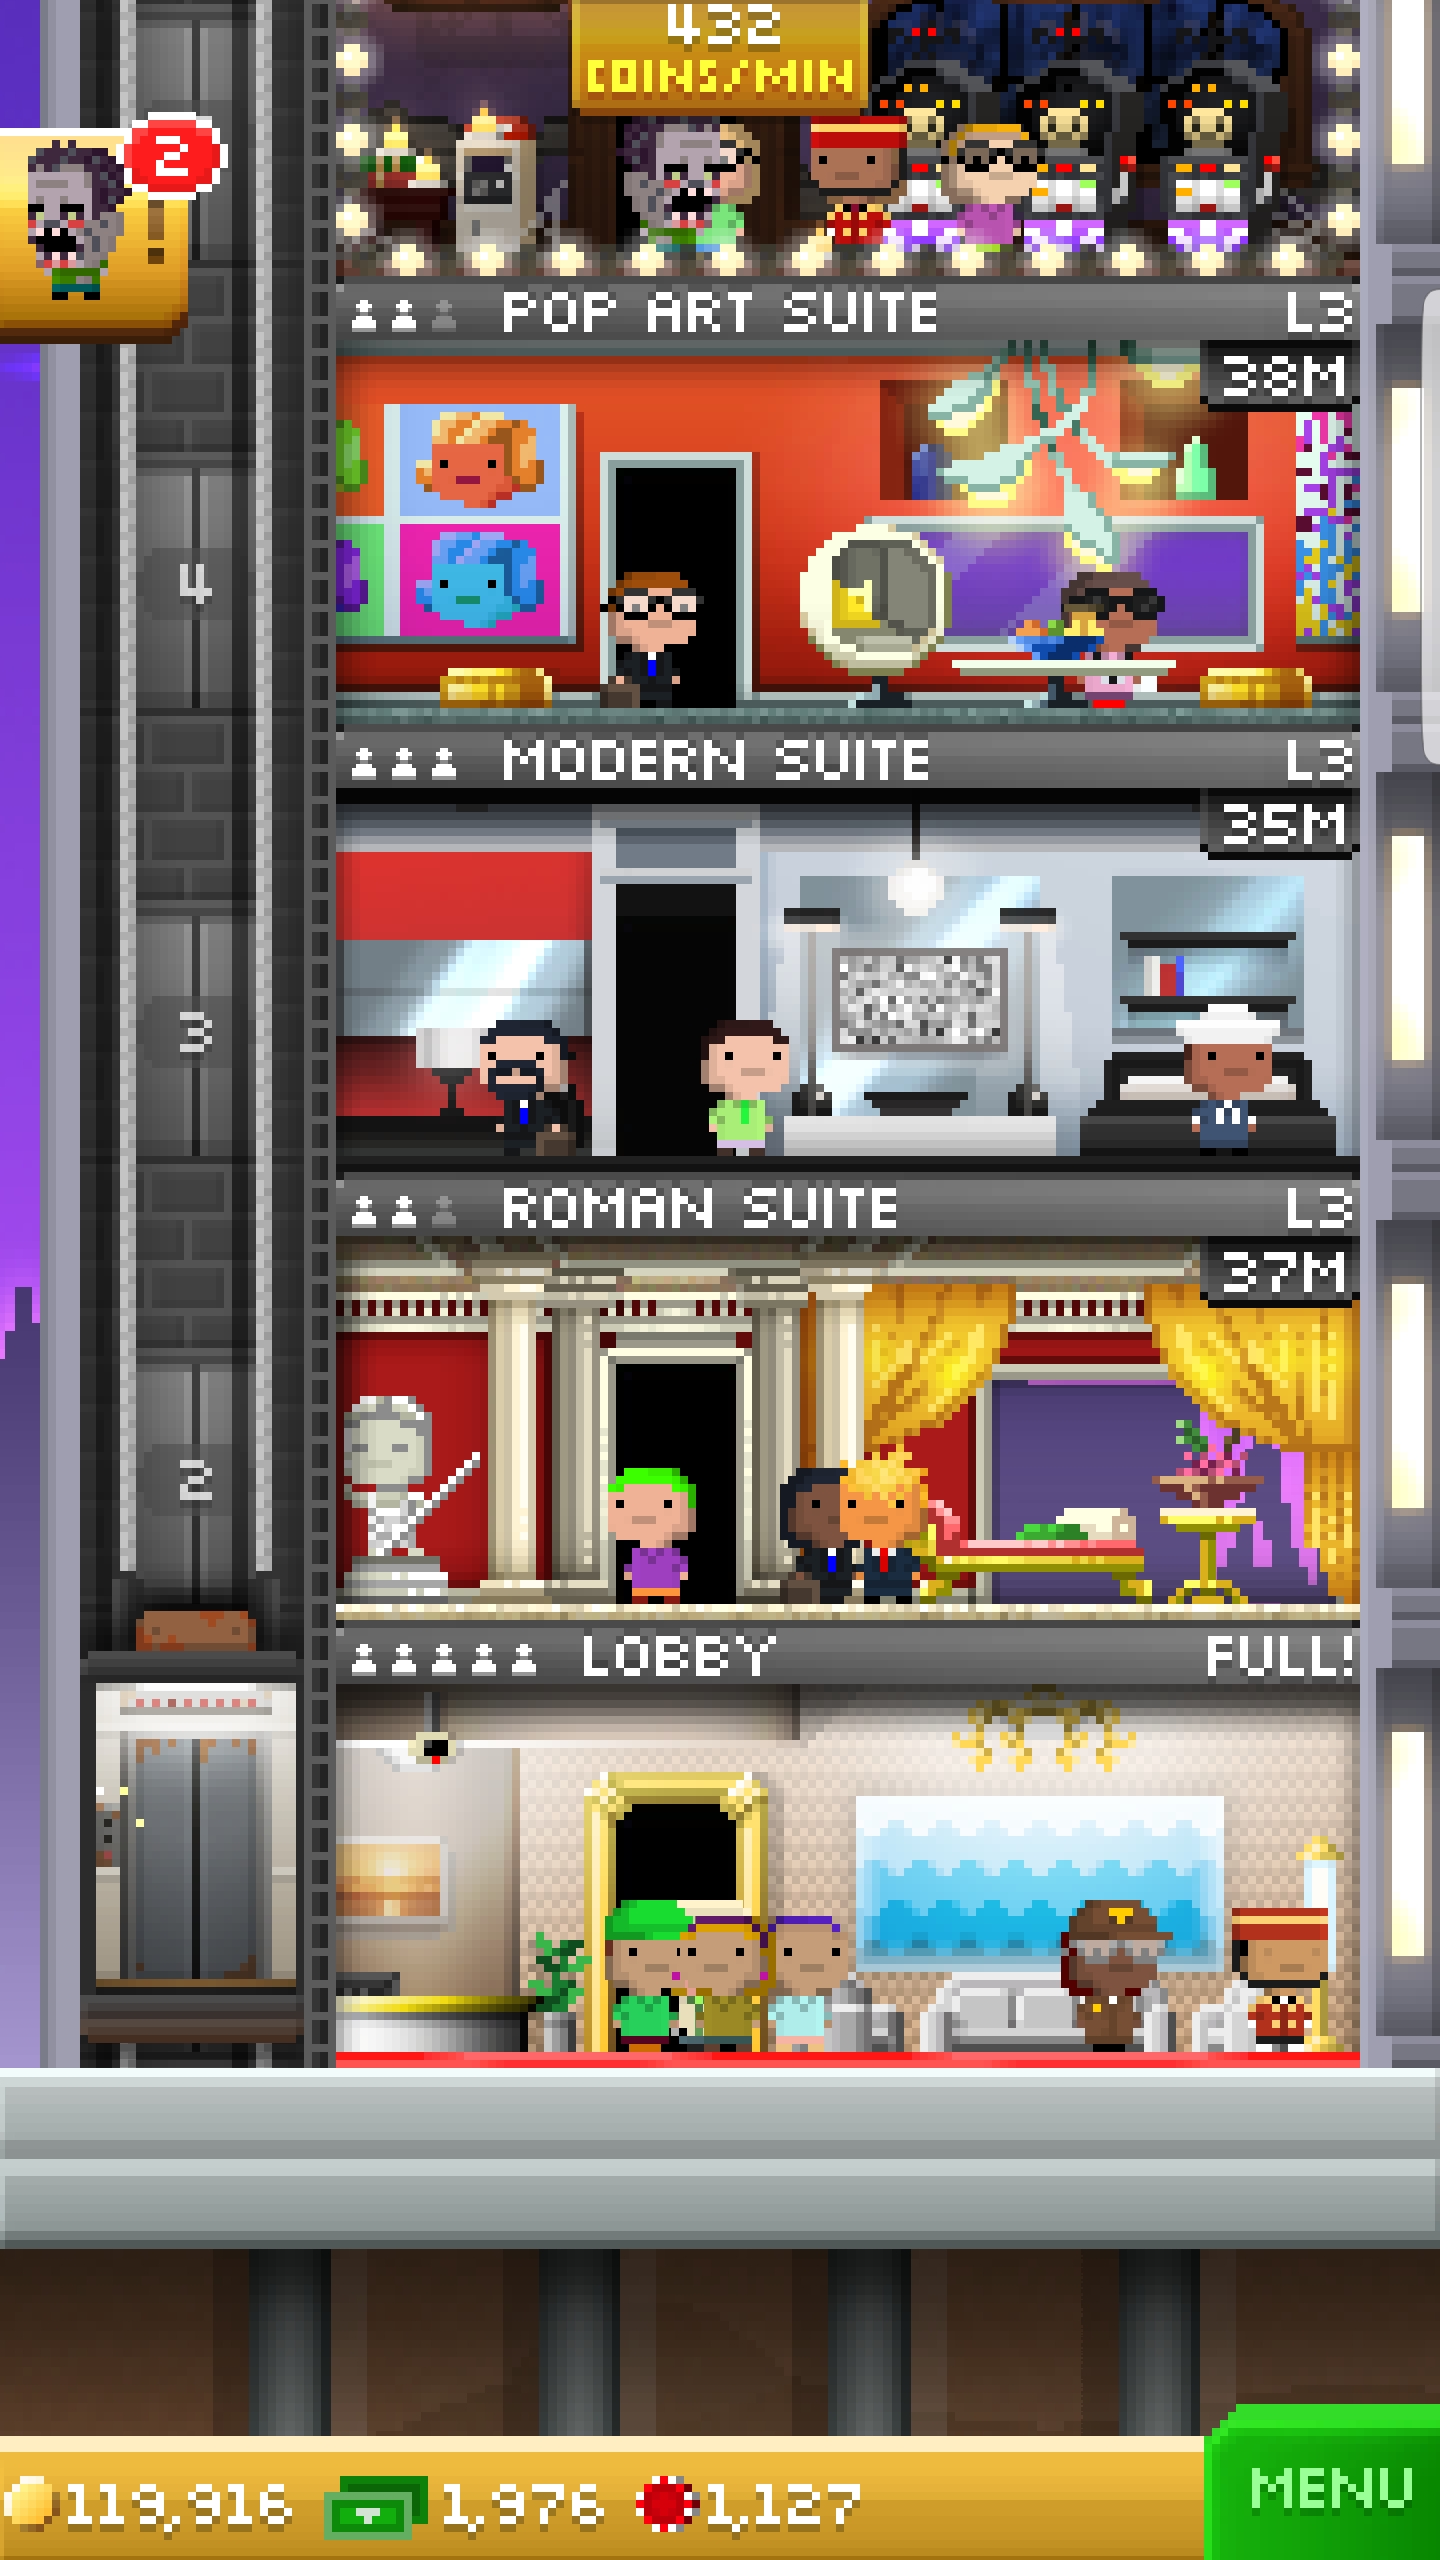 432
COINS/MIN
2
!
POP ART SUITE L3
38M
4
MODERN SUITE L3
35M
3
ROMAN SUITE L3
37M
2
LOBBY FULL!
119,916 1,976 1,127
MENU